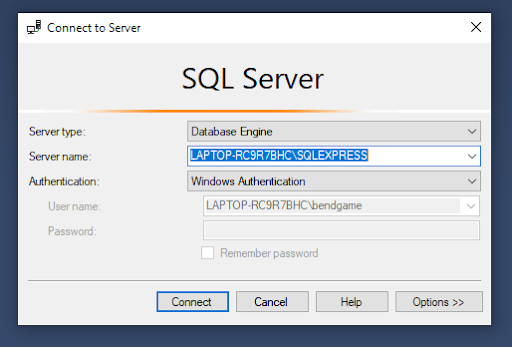 Connect to Server
SQL Server
Server type: Database Engine
Server name: LAPTOP-RC9R7BHC\SQLEXPRESS
Authentication: Windows Authentication
User name: LAPTOP-RC9R7BHC\bendgame
Password:
Remember password
Connect Cancel Help Options >>